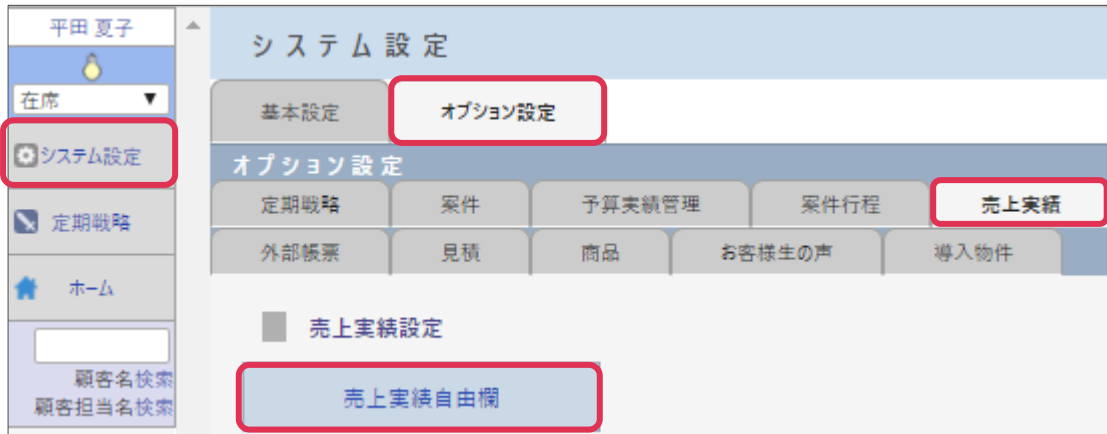 平田 夏子
在席 ▼
システム設定
定期戦略
ホーム
顧客名検索
顧客担当名検索
システム設定
基本設定 オプション設定
オプション設定
定期戦略 案件 予算実績管理 案件行程 売上実績
外部帳票 見積 商品 お客様生の声 導入物件
売上実績設定
売上実績自由欄